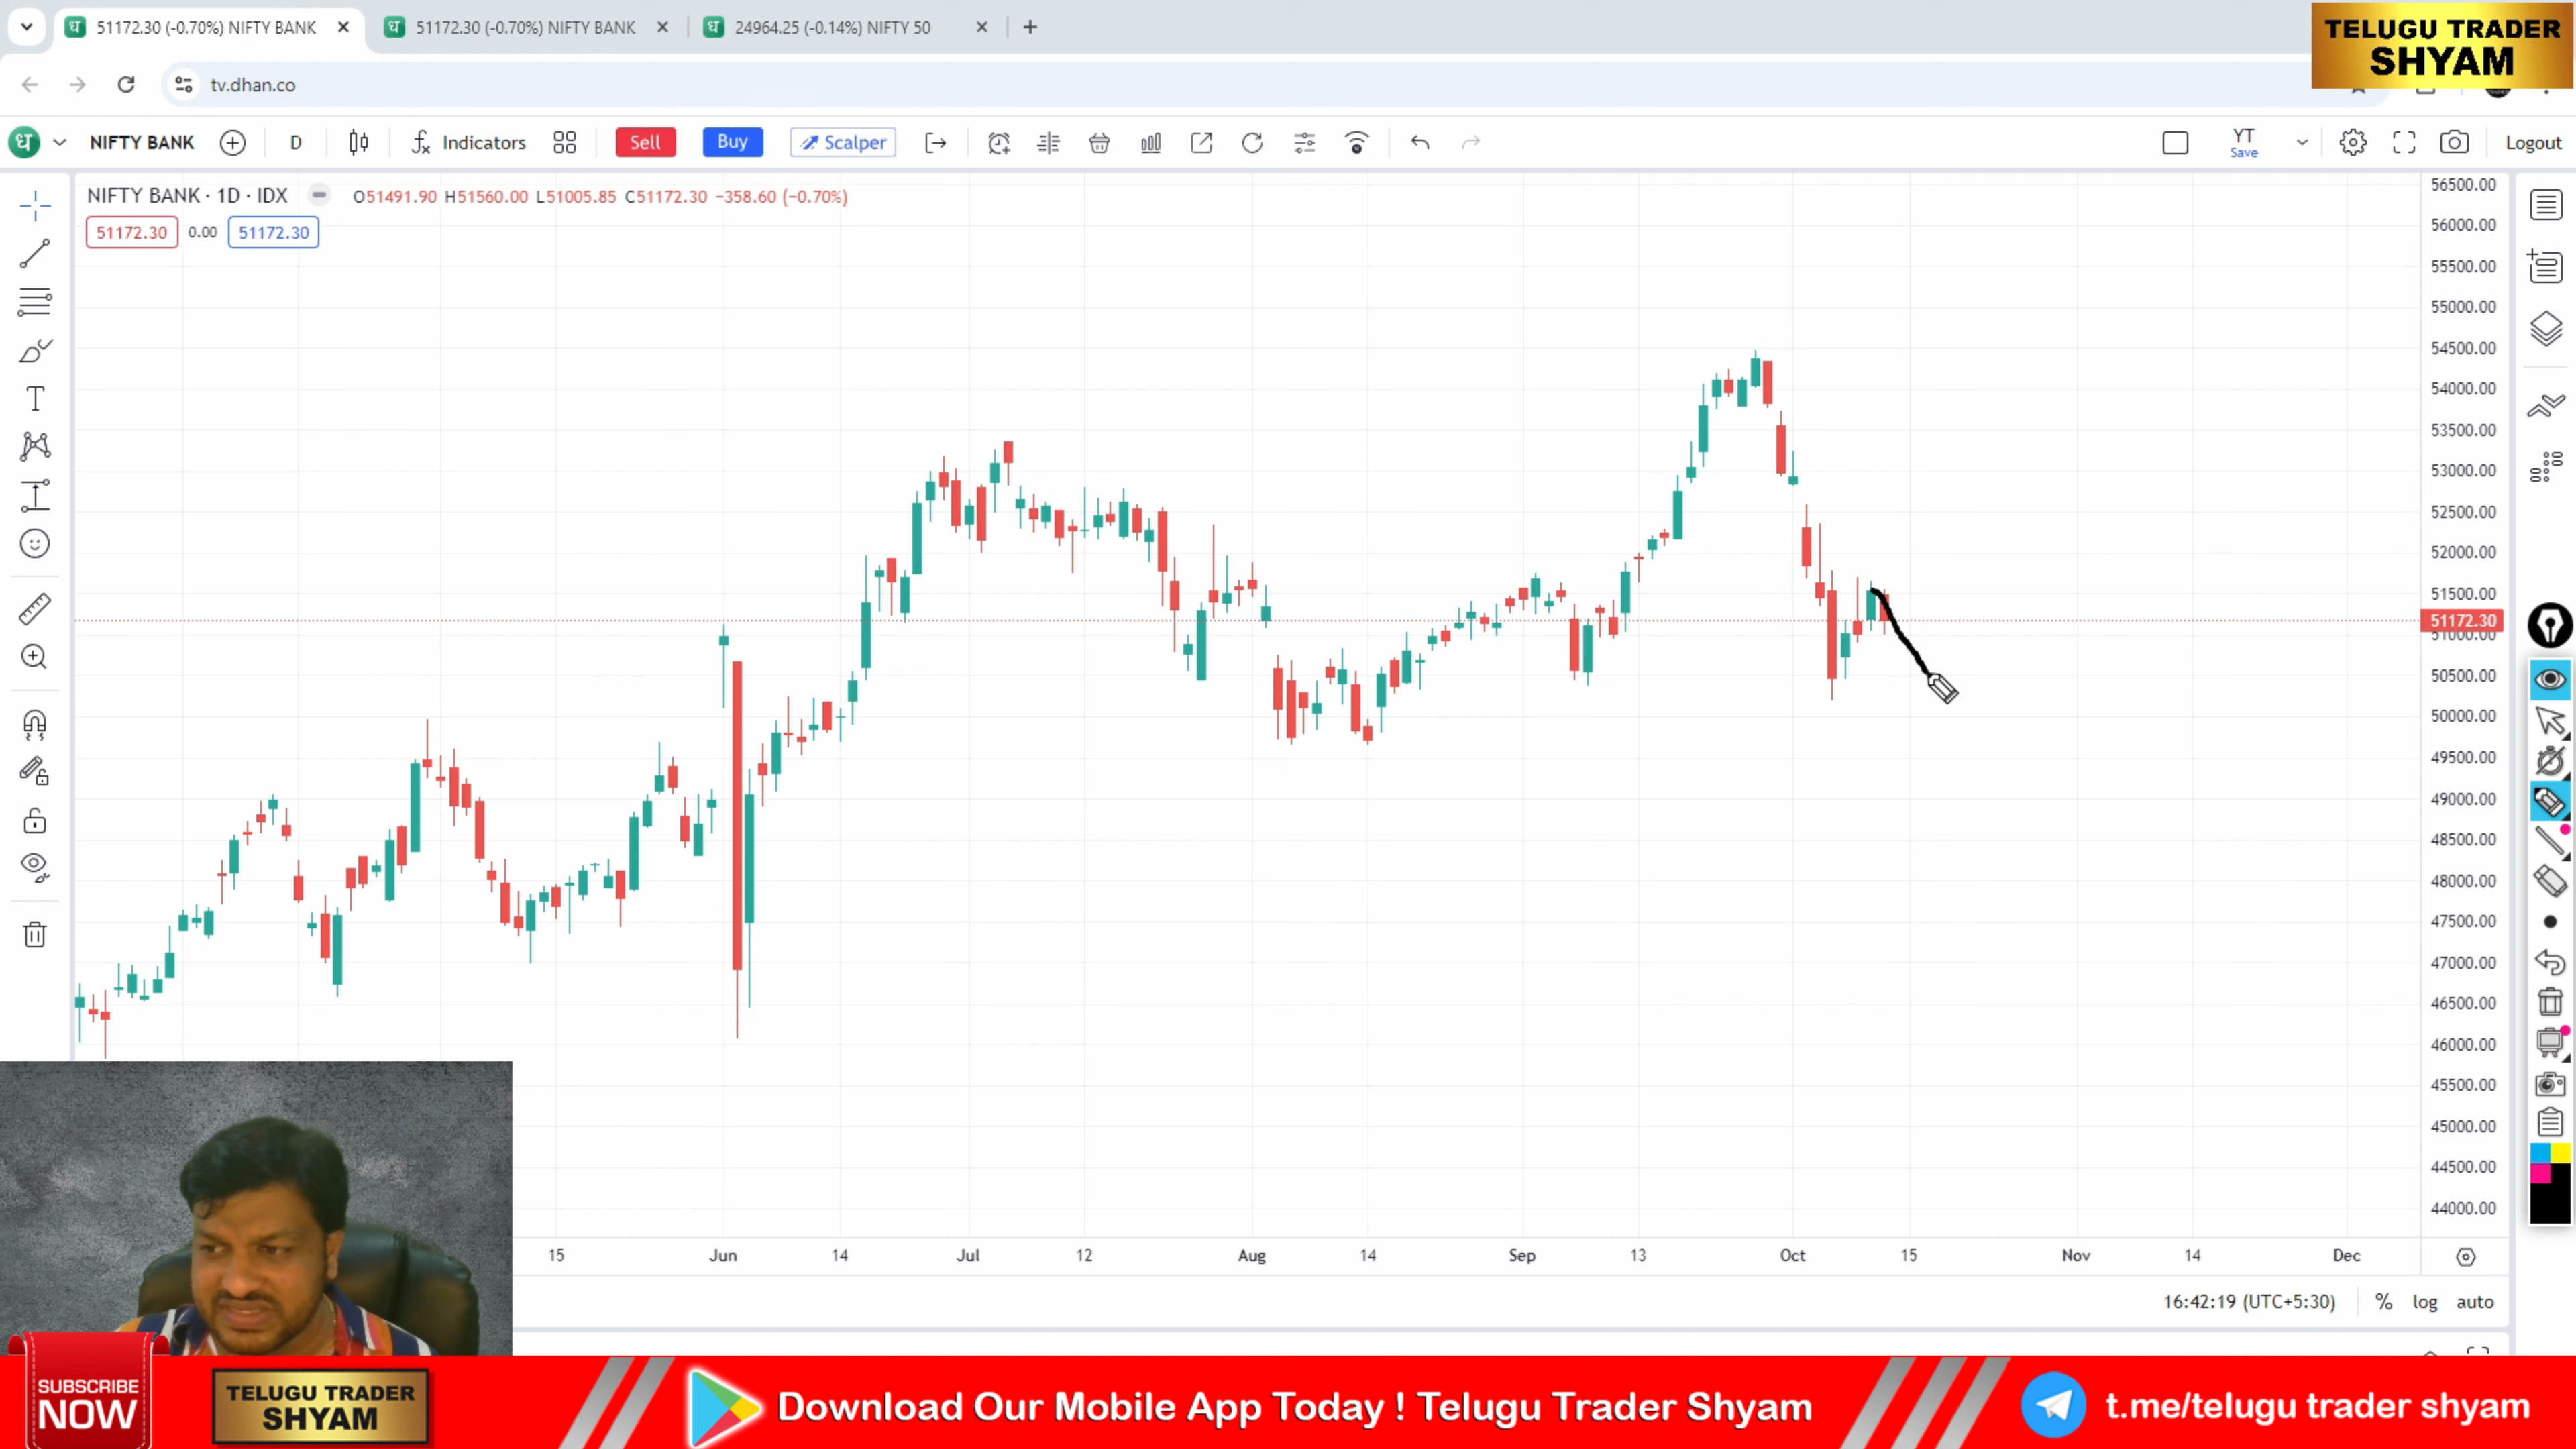 51172.30 (-0.70%) NIFTY BANK
51172.30 (-0.70%) NIFTY BANK
24964.25 (-0.14%) NIFTY 50
TELUGU TRADER
SHYAM
tv.dhan.co
NIFTY BANK
D
Indicators
Sell
Buy
Scalper
YT
Save
Logout
NIFTY BANK · 1D · IDX
O51491.90 H51560.00 L51005.85 C51172.30 −358.60 (−0.70%)
51172.30 0.00 51172.30
56500.00
56000.00
55500.00
55000.00
54500.00
54000.00
53500.00
53000.00
52500.00
52000.00
51500.00
51172.30
51000.00
50500.00
50000.00
49500.00
49000.00
48500.00
48000.00
47500.00
47000.00
46500.00
46000.00
45500.00
45000.00
44500.00
44000.00
15 Jun 14 Jul 12 Aug 14 Sep 13 Oct 15 Nov 14 Dec
16:42:19 (UTC+5:30) % log auto
SUBSCRIBE
NOW
TELUGU TRADER
SHYAM
Download Our Mobile App Today ! Telugu Trader Shyam
t.me/telugu trader shyam